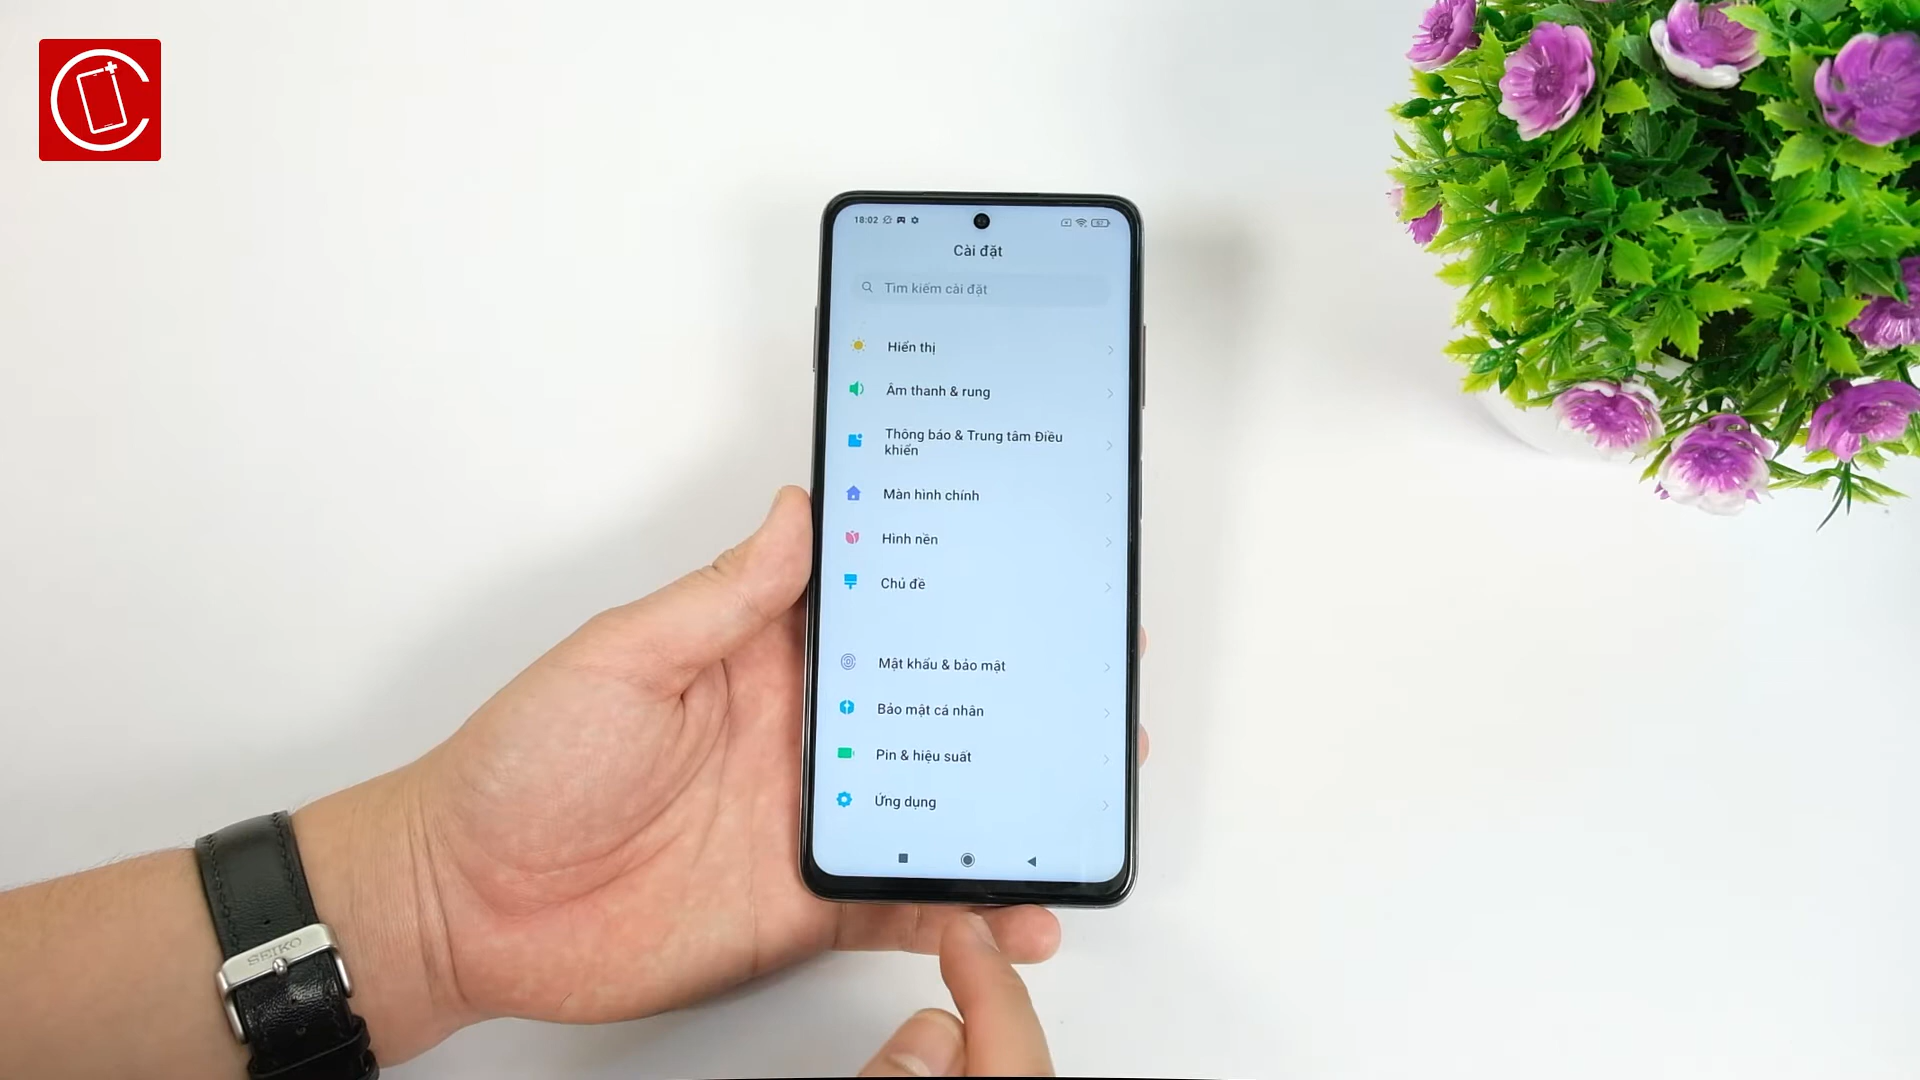 18:02
Cài đặt
Tìm kiếm cài đặt
Hiển thị
Âm thanh & rung
Thông báo & Trung tâm Điều
khiển
Màn hình chính
Hình nền
Chủ đề
Mật khẩu & bảo mật
Bảo mật cá nhân
Pin & hiệu suất
Ứng dụng
SEIKO